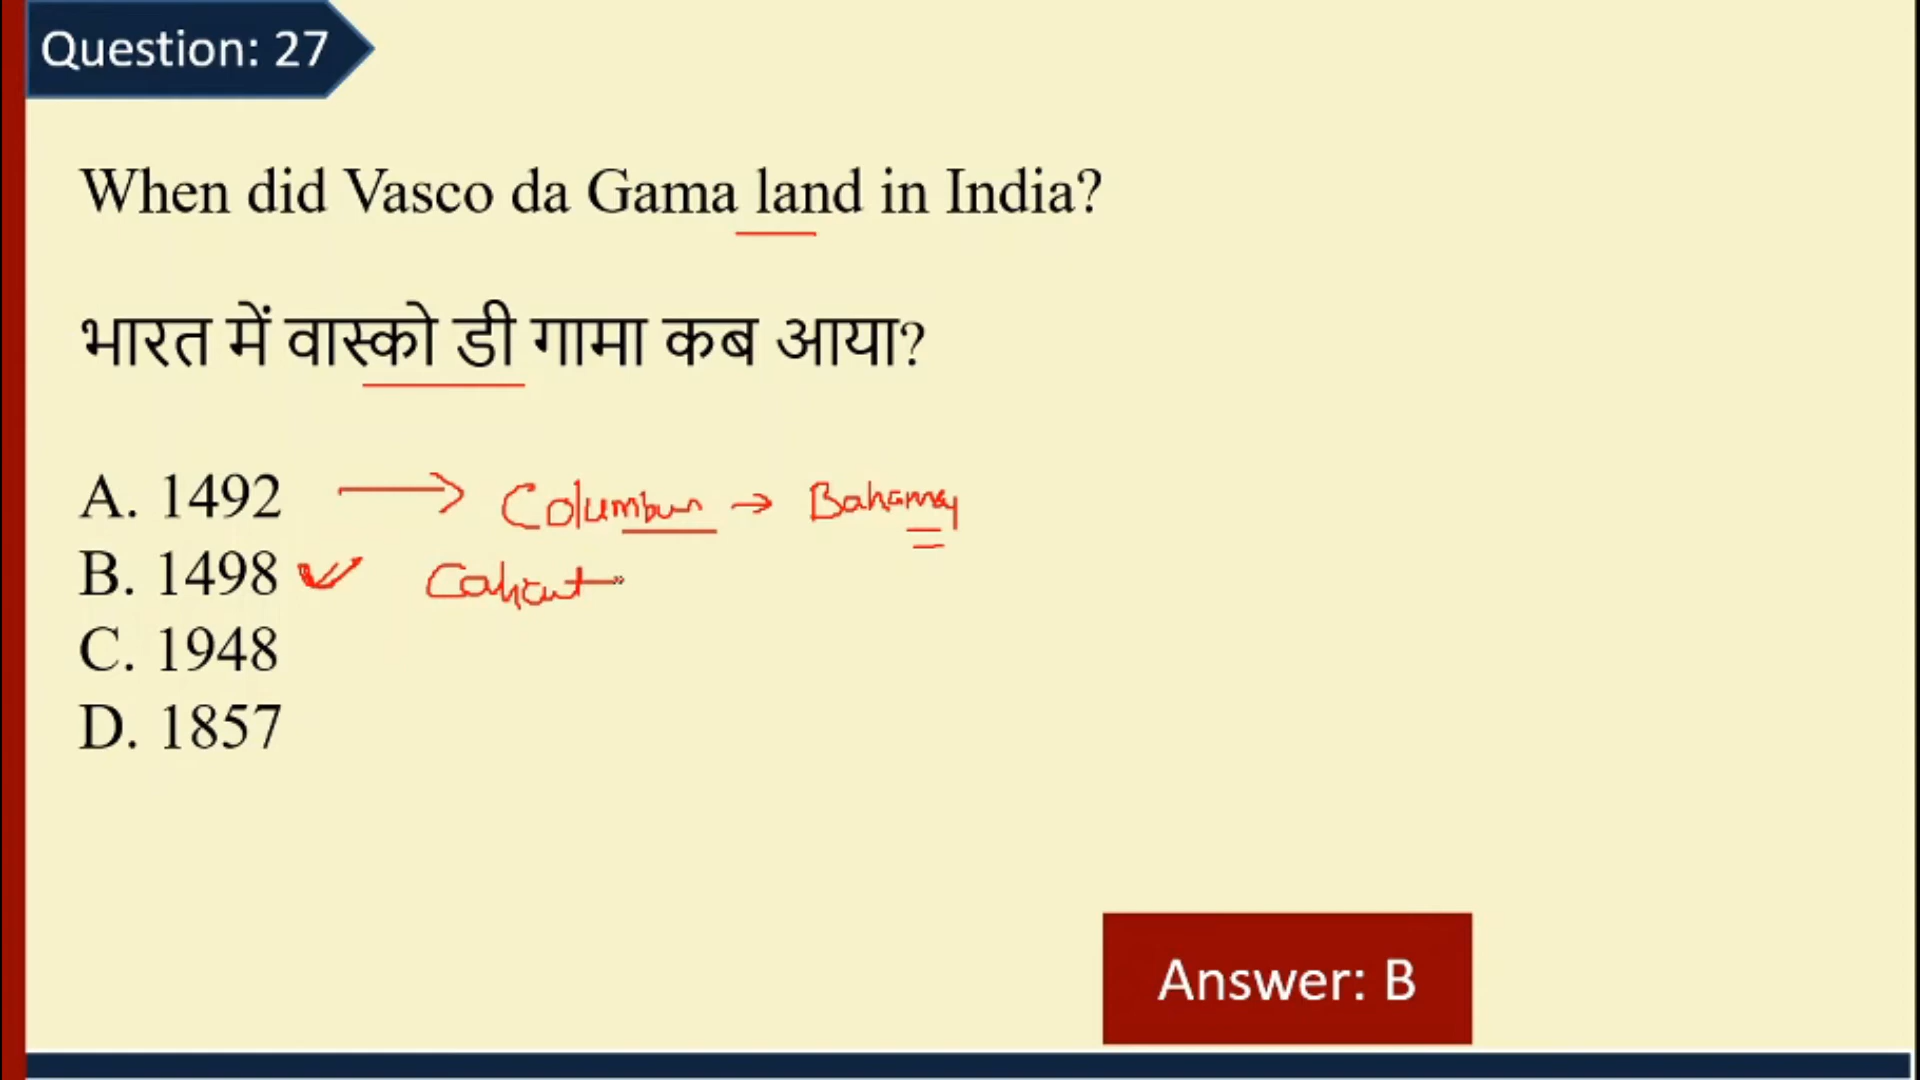 Question: 27
When did Vasco da Gama land in India?
भारत में वास्को डी गामा कब आया?
A. 1492 → Columbus → Bahamas
B. 1498 ✓ Calicut
C. 1948
D. 1857
Answer: B